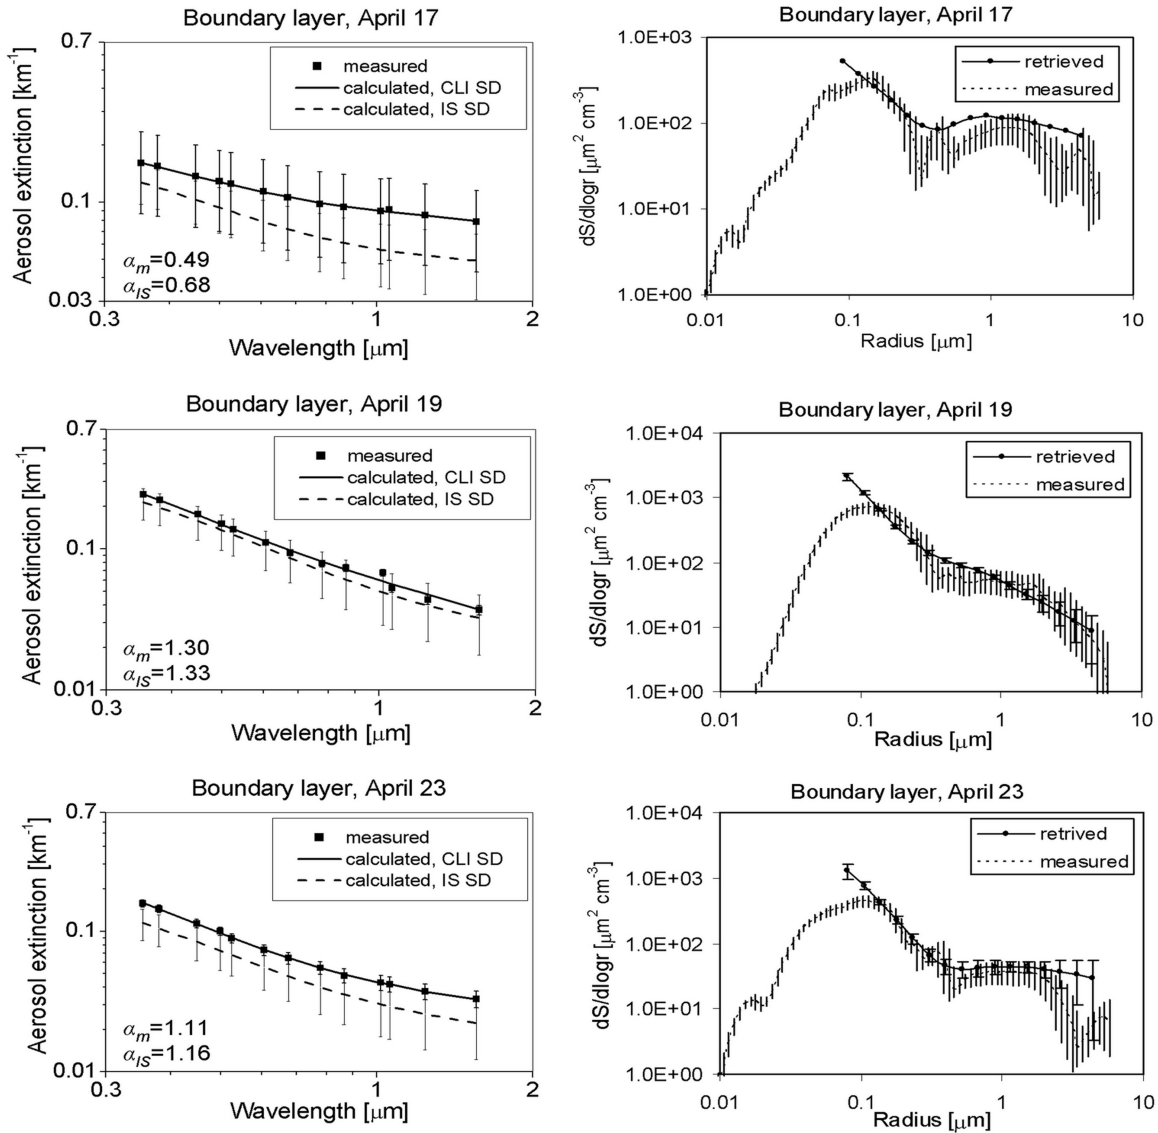 Boundary layer, April 17
0.7
0.1
0.03
Aerosol extinction [km⁻¹]
measured
calculated, CLI SD
calculated, IS SD
αm=0.49
αIS=0.68
0.3 1 2
Wavelength [μm]
Boundary layer, April 17
1.0E+03
1.0E+02
1.0E+01
1.0E+00
dS/dlogr [μm² cm⁻³]
retrieved
measured
0.01 0.1 1 10
Radius [μm]
Boundary layer, April 19
0.7
0.1
0.01
Aerosol extinction [km⁻¹]
measured
calculated, CLI SD
calculated, IS SD
αm=1.30
αIS=1.33
0.3 1 2
Wavelength [μm]
Boundary layer, April 19
1.0E+04
1.0E+03
1.0E+02
1.0E+01
1.0E+00
dS/dlogr [μm² cm⁻³]
retrieved
measured
0.01 0.1 1 10
Radius [μm]
Boundary layer, April 23
0.7
0.1
0.01
Aerosol extinction [km⁻¹]
measured
calculated, CLI SD
calculated, IS SD
αm=1.11
αIS=1.16
0.3 1 2
Wavelength [μm]
Boundary layer, April 23
1.0E+04
1.0E+03
1.0E+02
1.0E+01
1.0E+00
dS/dlogr [μm² cm⁻³]
retrived
measured
0.01 0.1 1 10
Radius [μm]